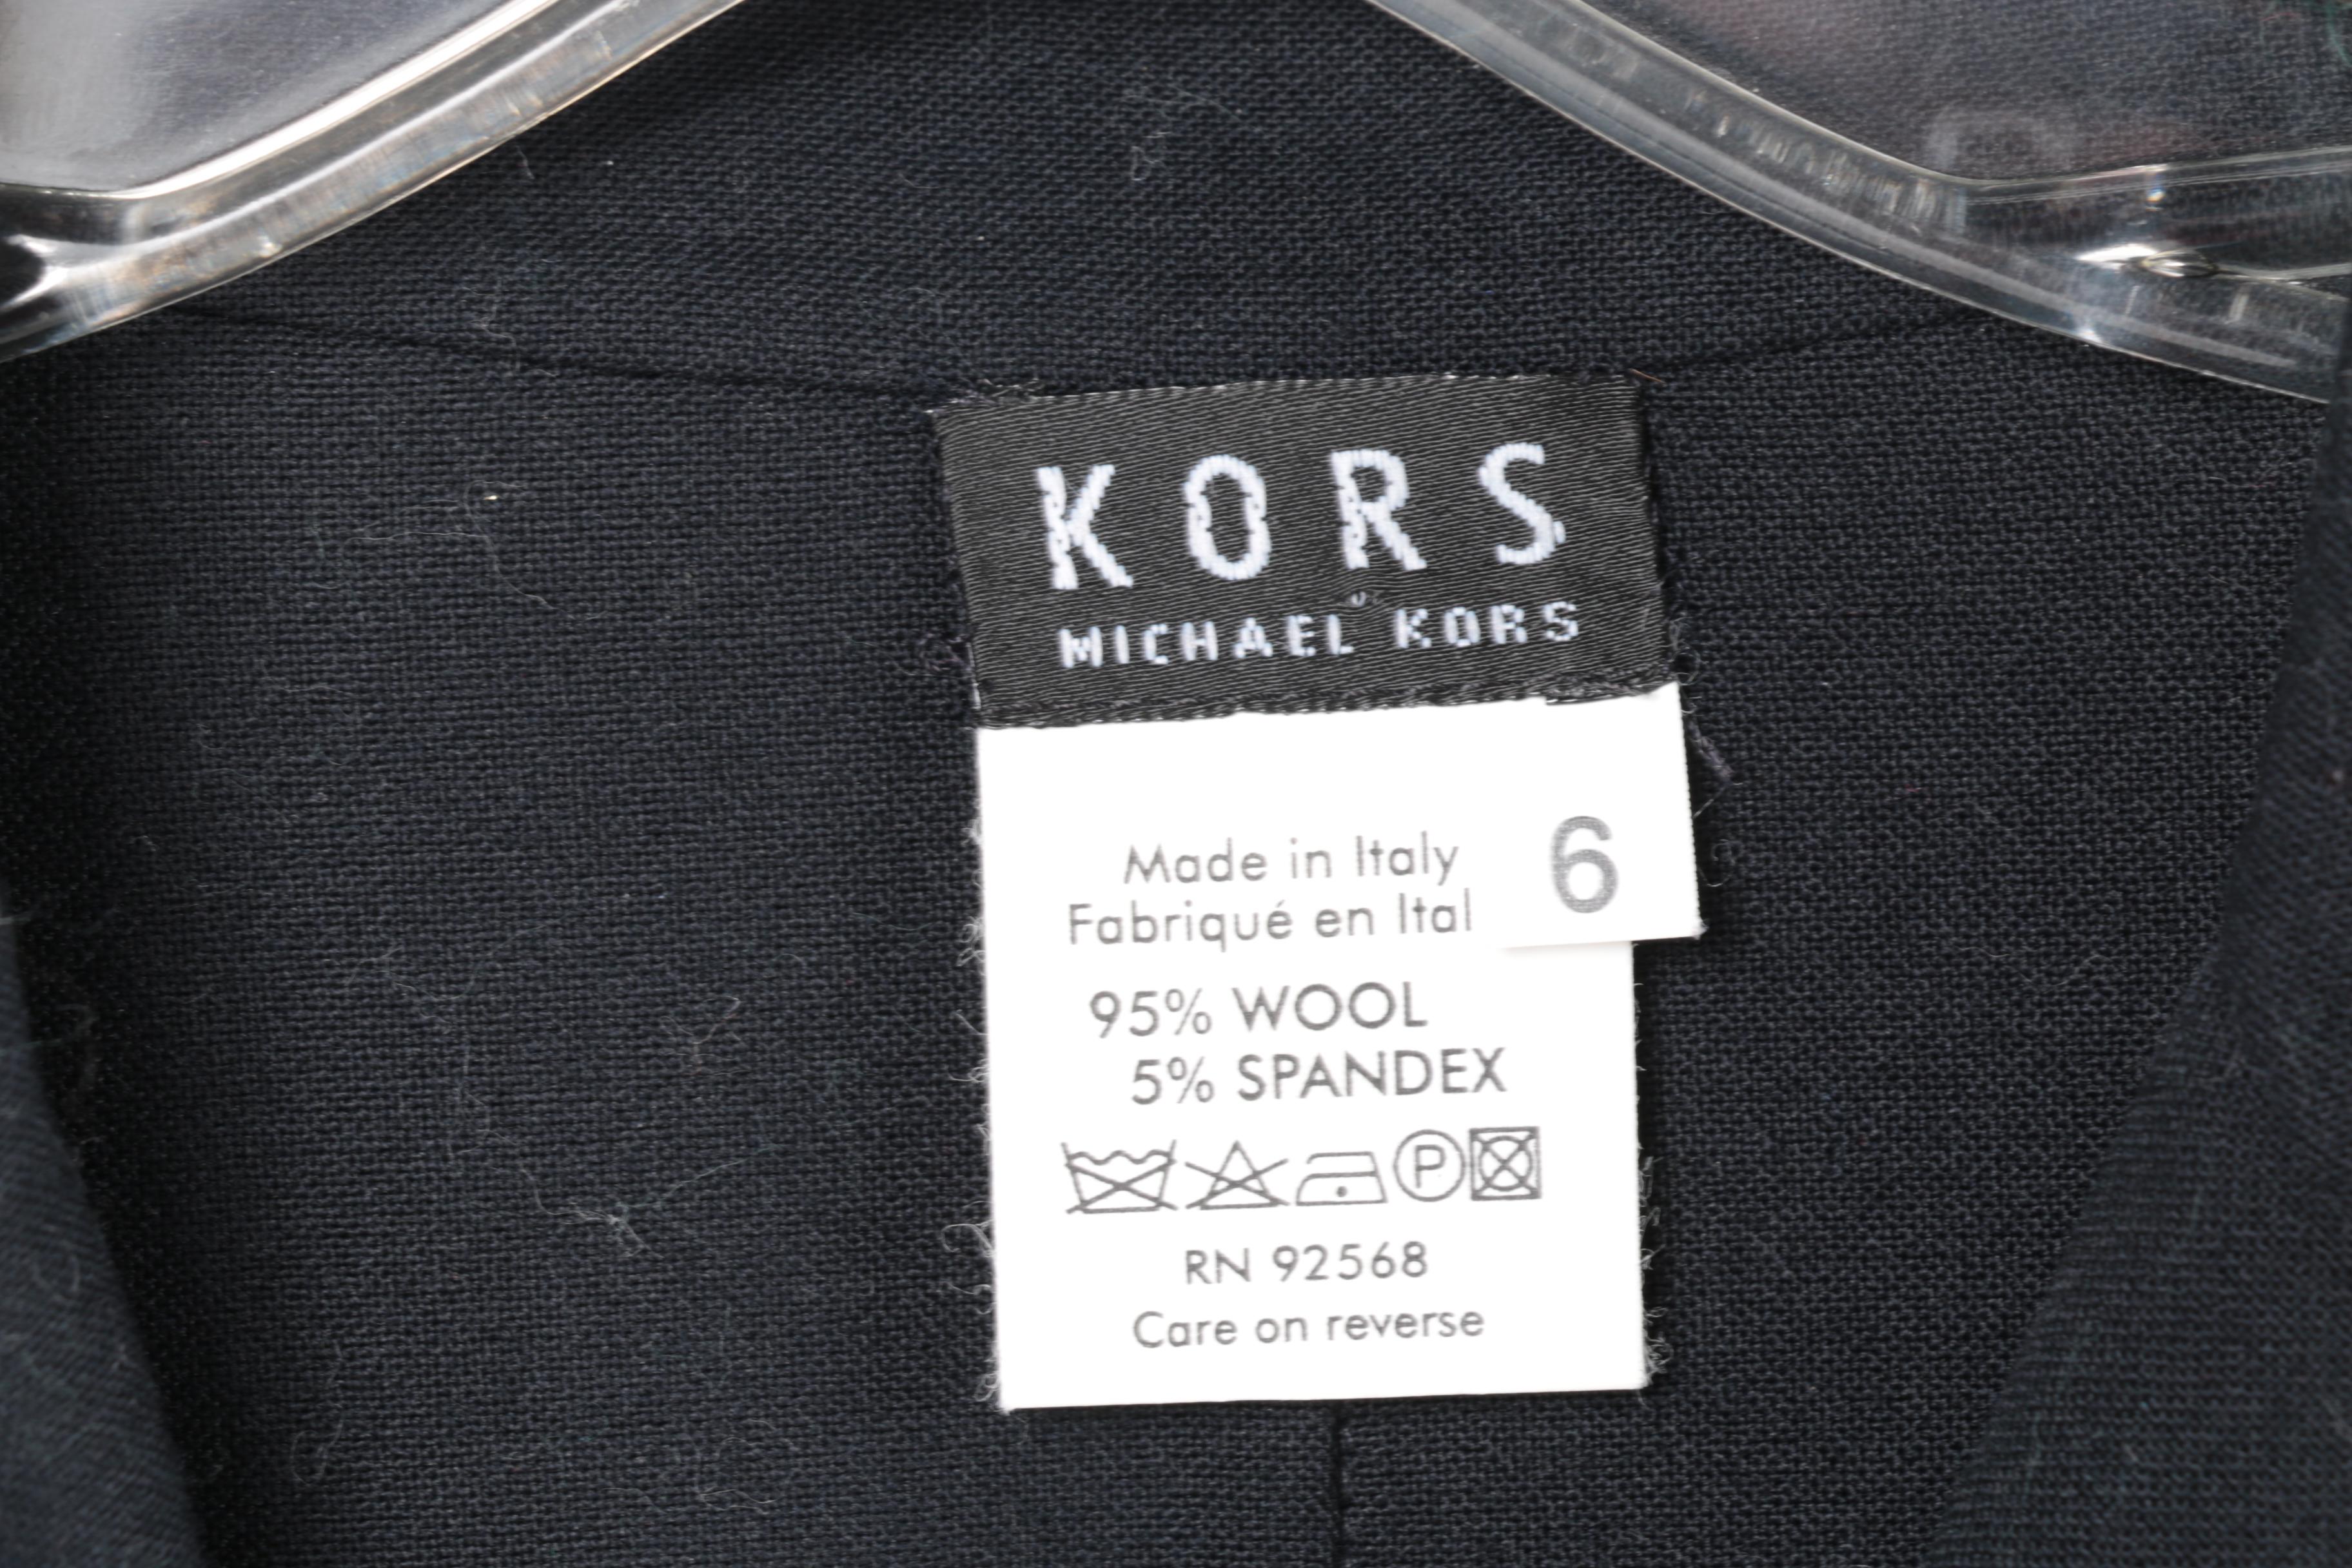 KORS
MICHAEL KORS
6
Made in Italy
Fabriqué en Ital
95% WOOL
5% SPANDEX
P
RN 92568
Care on reverse